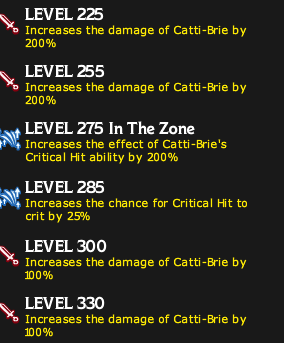 LEVEL 225
Increases the damage of Catti-Brie by
200%
LEVEL 255
Increases the damage of Catti-Brie by
200%
LEVEL 275 In The Zone
Increases the effect of Catti-Brie's
Critical Hit ability by 200%
LEVEL 285
Increases the chance for Critical Hit to
crit by 25%
LEVEL 300
Increases the damage of Catti-Brie by
100%
LEVEL 330
Increases the damage of Catti-Brie by
100%